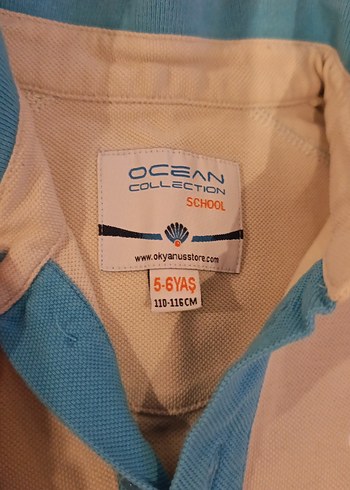 OCEAN
COLLECTION
SCHOOL
www.okyanusstore.com
5-6YAŞ
110-116CM